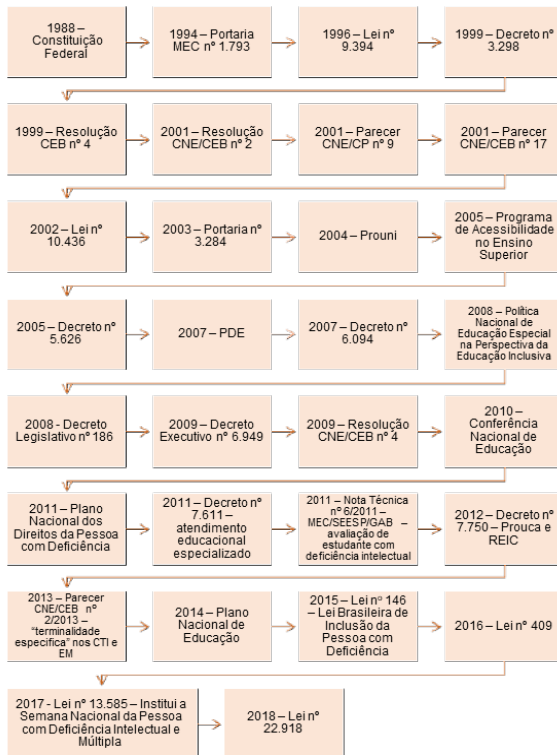 1988 –
Constituição
Federal
1994 – Portaria
MEC nº 1.793
1996 – Lei nº
9.394
1999 – Decreto nº
3.298
1999 – Resolução
CEB nº 4
2001 – Resolução
CNE/CEB nº 2
2001 – Parecer
CNE/CP nº 9
2001 – Parecer
CNE/CEB nº 17
2002 – Lei nº
10.436
2003 – Portaria nº
3.284
2004 – Prouni
2005 – Programa
de Acessibilidade
no Ensino
Superior
2005 – Decreto nº
5.626
2007 – PDE
2007 – Decreto nº
6.094
2008 – Política
Nacional de
Educação Especial
na Perspectiva da
Educação Inclusiva
2008 - Decreto
Legislativo nº 186
2009 – Decreto
Executivo nº 6.949
2009 – Resolução
CNE/CEB nº 4
2010 –
Conferência
Nacional de
Educação
2011 – Plano
Nacional dos
Direitos da Pessoa
com Deficiência
2011 – Decreto nº
7.611 –
atendimento
educacional
especializado
2011 – Nota Técnica
nº 6/2011 –
MEC/SEESP/GAB –
avaliação de
estudante com
deficiência intelectual
2012 – Decreto nº
7.750 – Prouca e
REIC
2013 – Parecer
CNE/CEB nº
2/2013 –
“terminalidade
específica” nos CTI e
EM
2014 – Plano
Nacional de
Educação
2015 – Lei nº 146
– Lei Brasileira de
Inclusão da
Pessoa com
Deficiência
2016 – Lei nº 409
2017 - Lei nº 13.585 – Institui a
Semana Nacional da Pessoa
com Deficiência Intelectual e
Múltipla
2018 – Lei nº
22.918